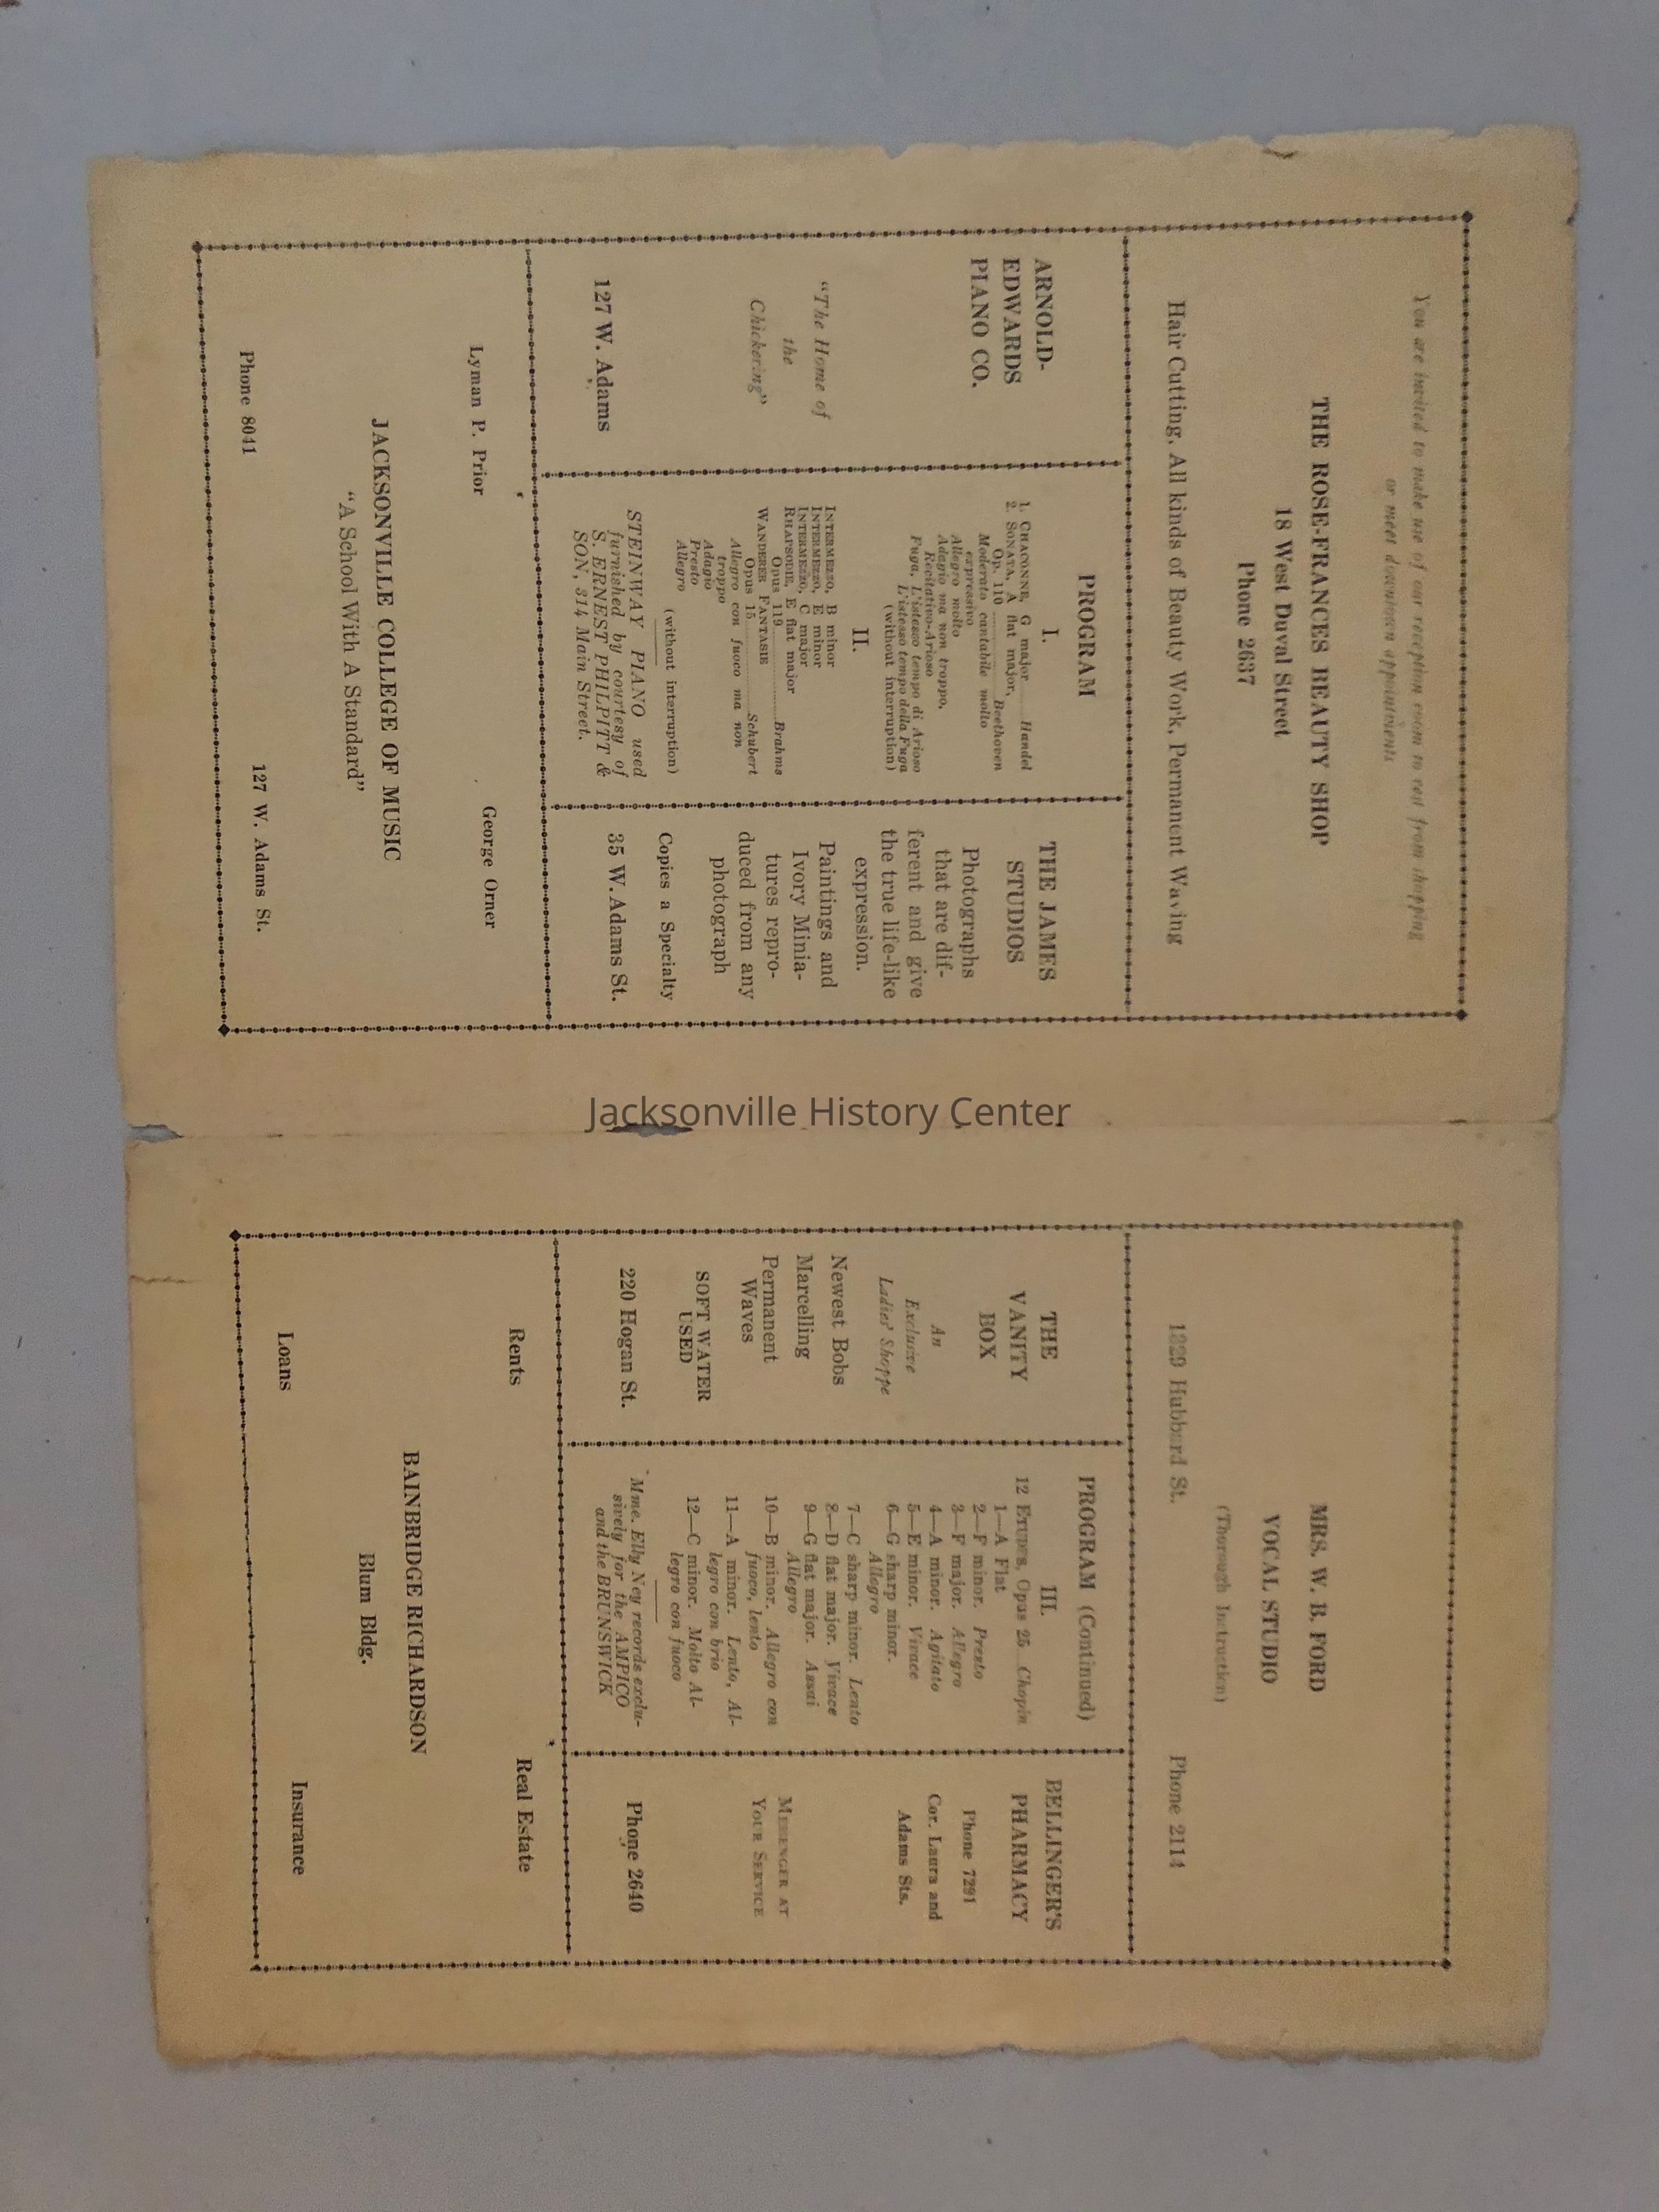 You are invited to make use of our reception room to rest from shopping
or meet downtown appointments
THE ROSE-FRANCES BEAUTY SHOP
18 West Duval Street
Phone 2637
Hair Cutting, All kinds of Beauty Work, Permanent Waving
ARNOLD-
EDWARDS
PIANO CO.
"The Home of
the
Chickering"
127 W. Adams
PROGRAM
I.
1. CHACONNE, G major ........ Handel
2. SONATA, A flat major,
Op. 110 ........ Beethoven
Moderato cantabile molto
expressivo
Allegro molto
Adagio ma non troppo,
Recitativo-Arioso
Fuga, L'istesso tempo di Arioso
L'istesso tempo della Fuga
(without interruption)
II.
INTERMEZZO, B minor
INTERMEZZO, E minor
INTERMEZZO, C major
RHAPSODIE, E flat major
Opus 119 ........ Brahms
WANDERER FANTASIE
Opus 15 ........ Schubert
Allegro con fuoco ma non
troppo
Adagio
Presto
Allegro
(without interruption)
STEINWAY PIANO used
furnished by courtesy of
S. ERNEST PHILPITT &
SON, 314 Main Street.
THE JAMES
STUDIOS
Photographs
that are dif-
ferent and give
the true life-like
expression.
Paintings and
Ivory Minia-
tures repro-
duced from any
photograph
Copies a Specialty
35 W. Adams St.
Lyman P. Prior George Orner
JACKSONVILLE COLLEGE OF MUSIC
"A School With A Standard"
Phone 8041 127 W. Adams St.
Jacksonville History Center
MRS. W. B. FORD
VOCAL STUDIO
(Thorough Instruction)
1329 Hubbard St. Phone 2114
THE
VANITY
BOX
An
Exclusive
Ladies' Shoppe
Newest Bobs
Marcelling
Permanent
Waves
SOFT WATER
USED
220 Hogan St.
PROGRAM (Continued)
III.
12 ETUDES, Opus 25 .. Chopin
1—A Flat
2—F minor. Presto
3—F major. Allegro
4—A minor. Agitato
5—E minor. Vivace
6—G sharp minor.
Allegro
7—C sharp minor. Lento
8—D flat major. Vivace
9—G flat major. Assai
Allegro
10—B minor. Allegro con
fuoco, lento
11—A minor. Lento, Al-
legro con brio
12—C minor. Molto Al-
legro con fuoco
Mme. Elly Ney records exclu-
sively for the AMPICO
and the BRUNSWICK
BELLINGER'S
PHARMACY
Phone 7291
Cor. Laura and
Adams Sts.
MESSENGER AT
YOUR SERVICE
Phone 2640
Rents Real Estate
BAINBRIDGE RICHARDSON
Blum Bldg.
Loans Insurance